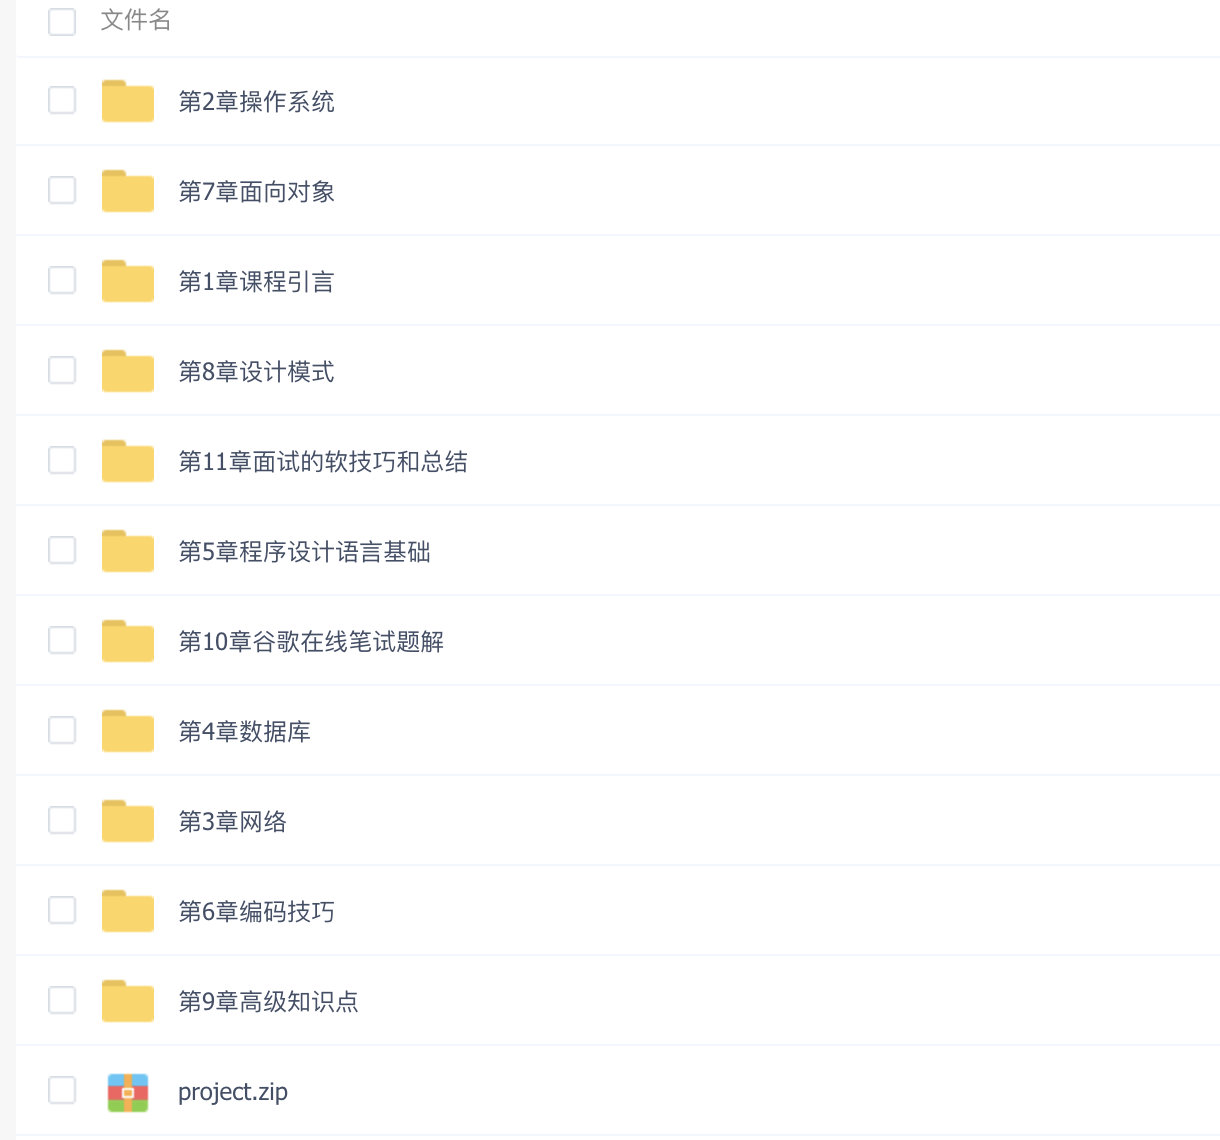 文件名
第2章操作系统
第7章面向对象
第1章课程引言
第8章设计模式
第11章面试的软技巧和总结
第5章程序设计语言基础
第10章谷歌在线笔试题解
第4章数据库
第3章网络
第6章编码技巧
第9章高级知识点
project.zip